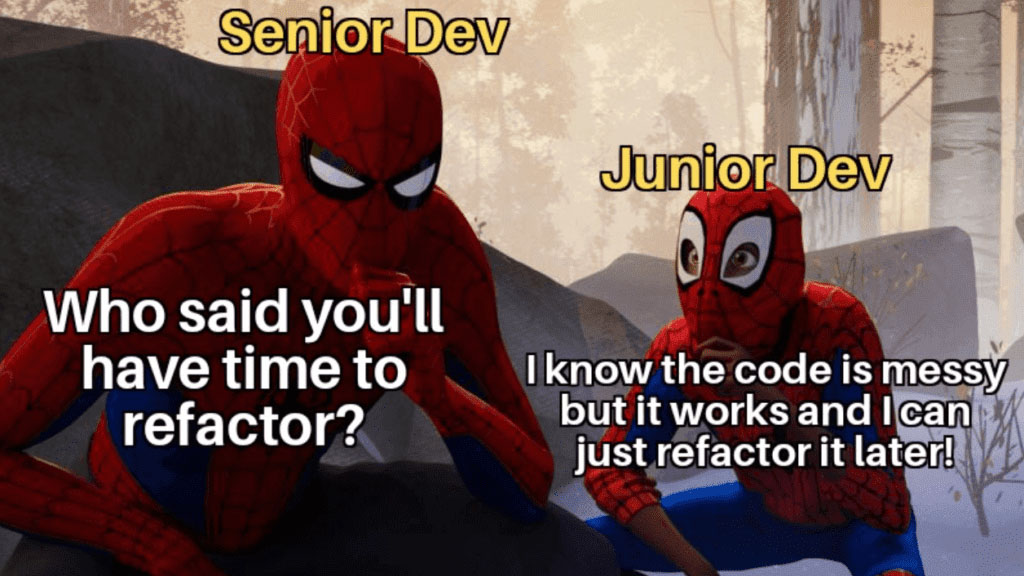 Senior Dev
Junior Dev
Who said you'll
have time to
refactor?
I know the code is messy
but it works and I can
just refactor it later!